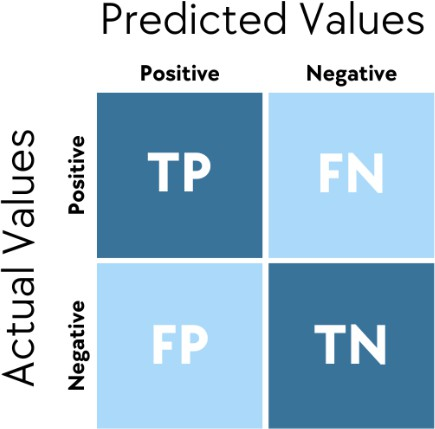 Predicted Values
Positive Negative
Actual Values
Positive
TP FN
Negative
FP TN